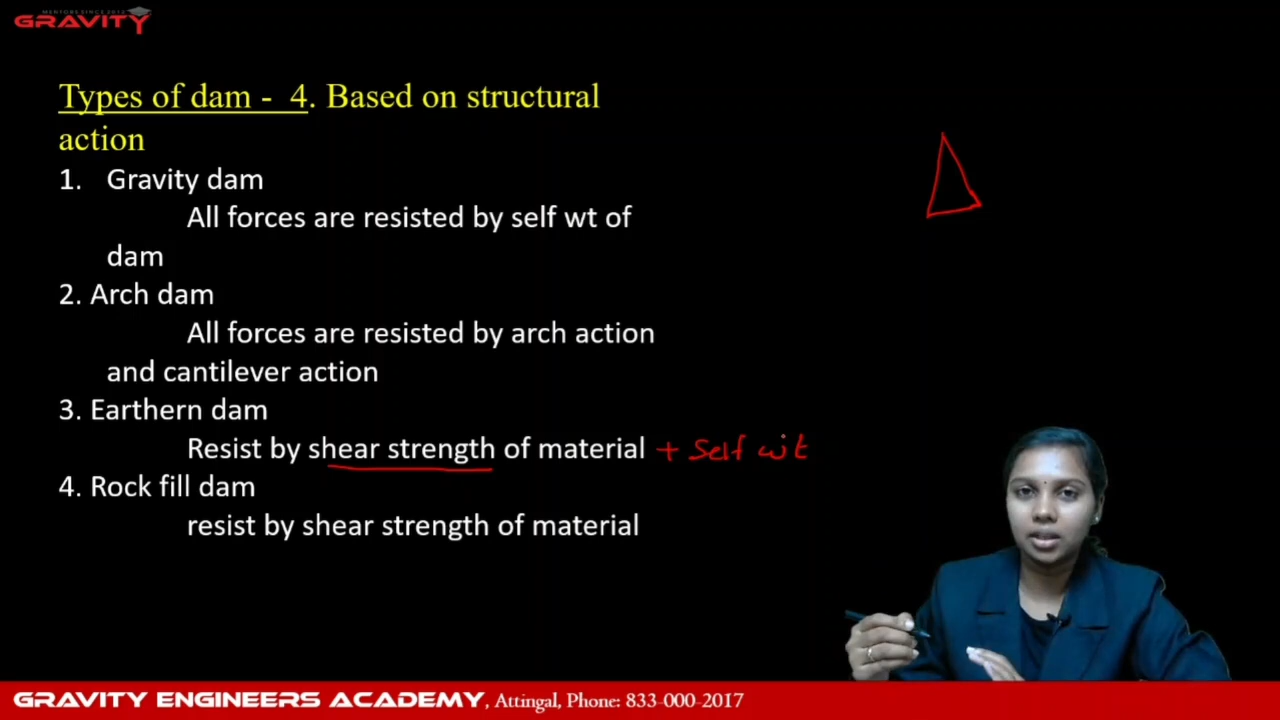 MENTORS SINCE 2012
GRAVITY
Types of dam - 4. Based on structural
action
1. Gravity dam
All forces are resisted by self wt of
dam
2. Arch dam
All forces are resisted by arch action
and cantilever action
3. Earthern dam
Resist by shear strength of material + Self wt
4. Rock fill dam
resist by shear strength of material
GRAVITY ENGINEERS ACADEMY, Attingal, Phone: 833-000-2017